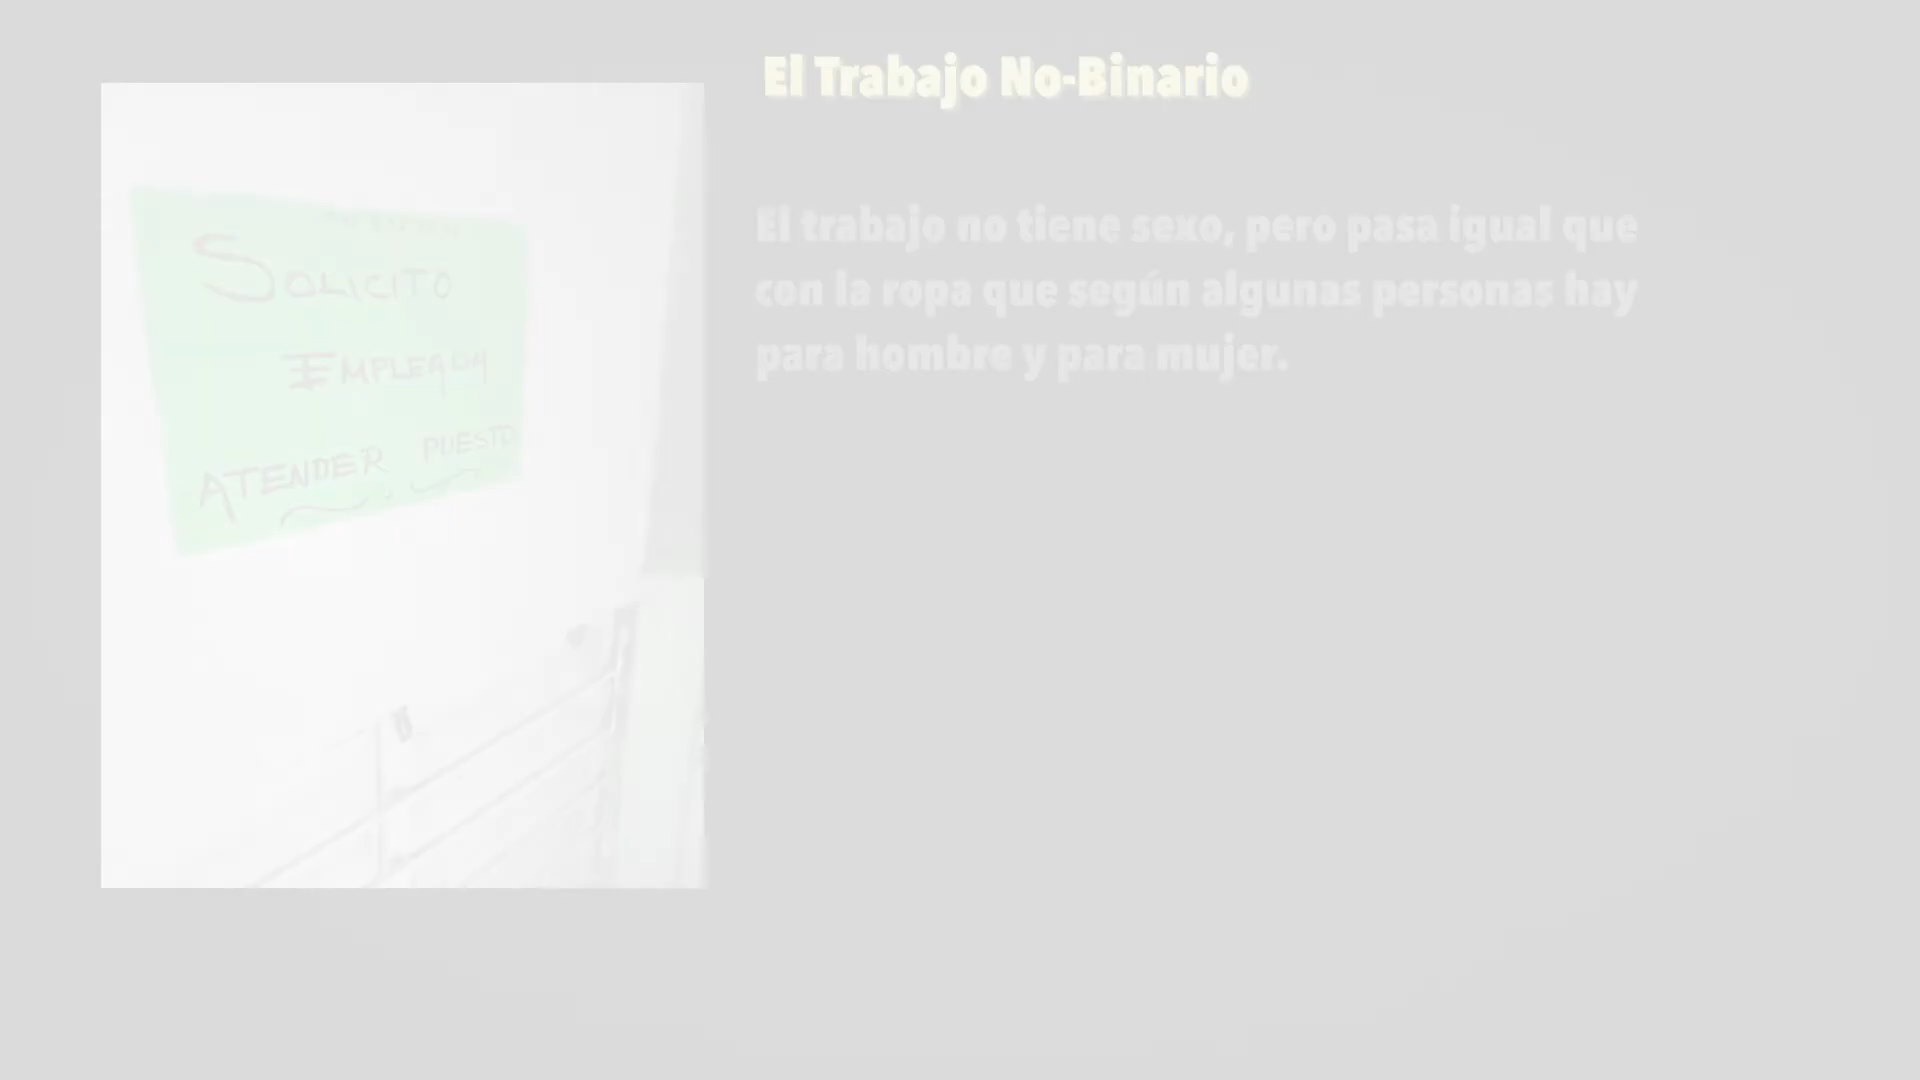 El Trabajo No-Binario
El trabajo no tiene sexo, pero pasa igual que
con la ropa que según algunas personas hay
para hombre y para mujer.
SOLICITO
EMPLEADA
ATENDER PUESTO